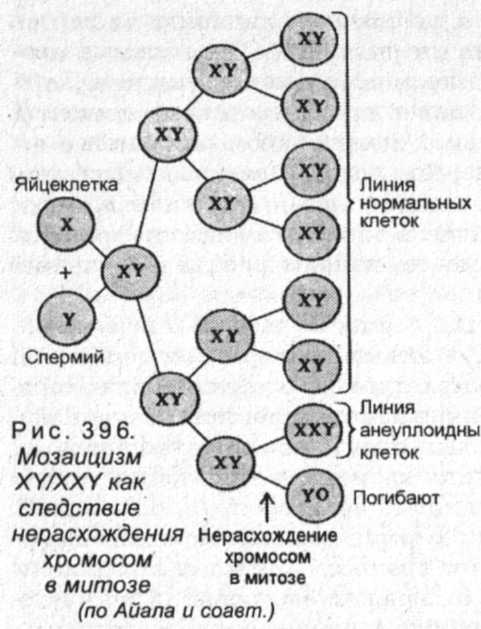 XY
XY
XY
XY
XY
Яйцеклетка
XY
Линия
нормальных
клеток
X
XY
XY
+
XY
Y
XY
Спермий
XY
XY
XY
Рис. 396.
Мозаицизм
XY/XXY как
следствие
нерасхождения
хромосом
в митозе
(по Айала и соавт.)
XY
XXY
Линия
анеуплоидных
клеток
YO
Погибают
Нерасхождение
хромосом
в митозе